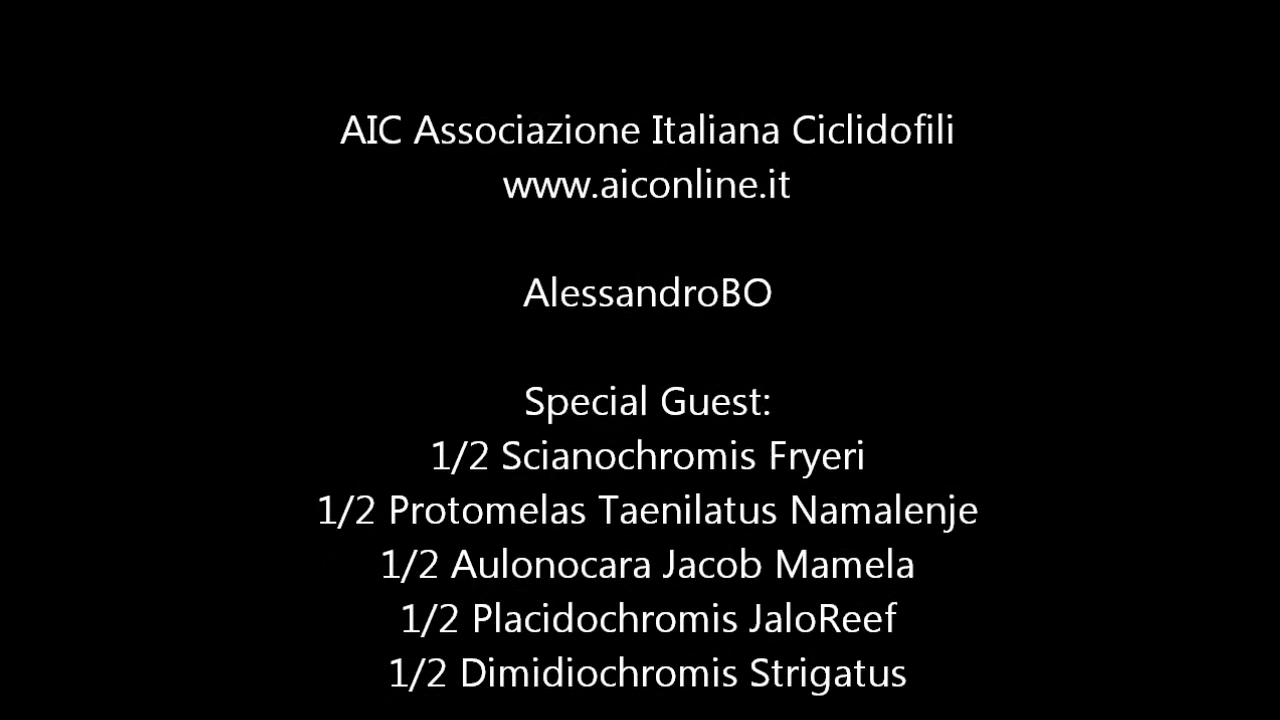 AIC Associazione Italiana Ciclidofili
www.aiconline.it
AlessandroBO
Special Guest:
1/2 Scianochromis Fryeri
1/2 Protomelas Taenilatus Namalenje
1/2 Aulonocara Jacob Mamela
1/2 Placidochromis JaloReef
1/2 Dimidiochromis Strigatus